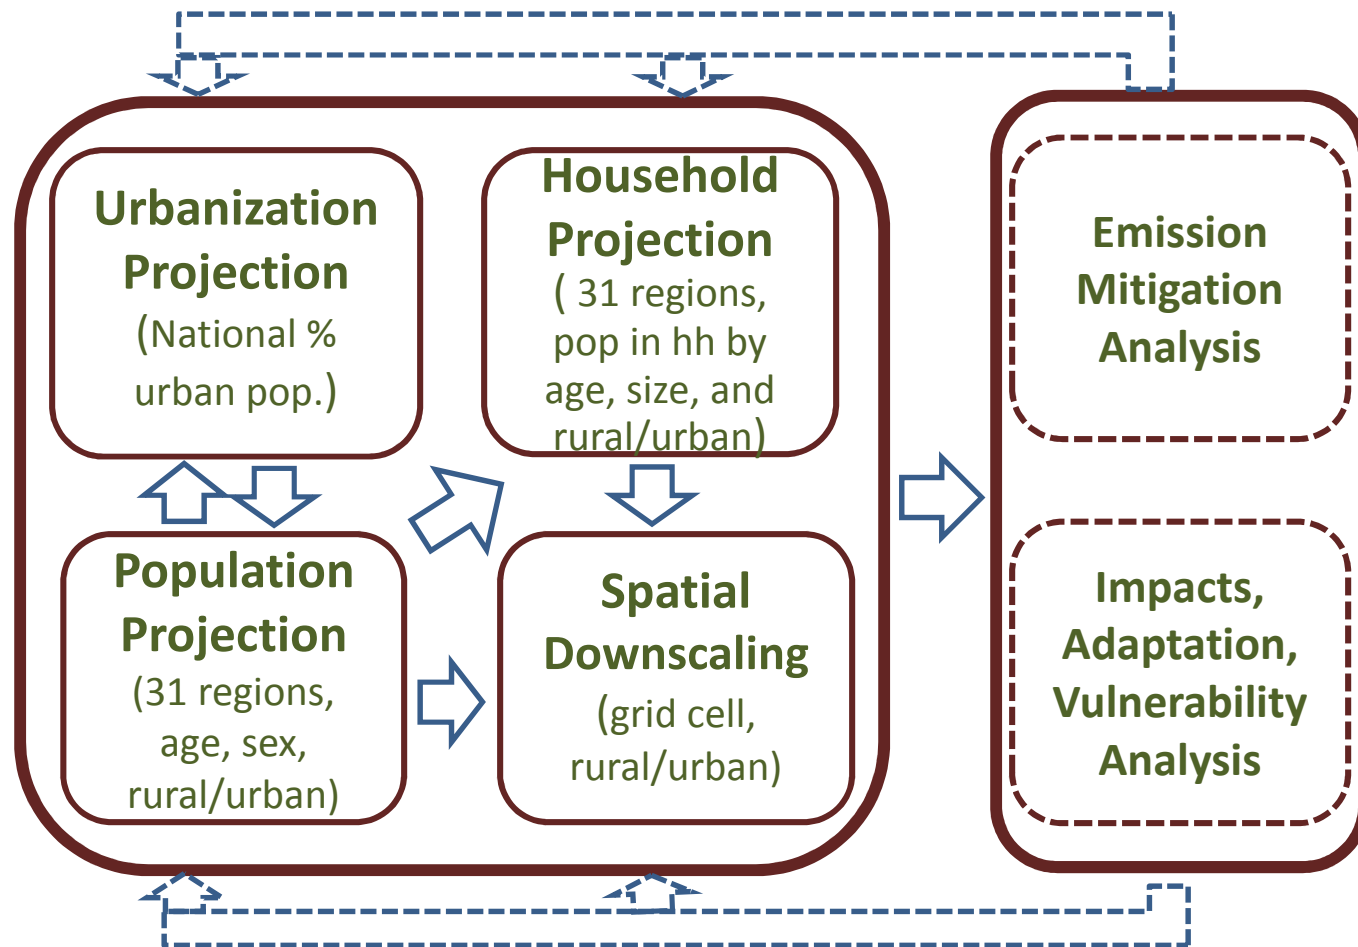 Urbanization
Projection
(National %
urban pop.)
Household
Projection
( 31 regions,
pop in hh by
age, size, and
rural/urban)
Emission
Mitigation
Analysis
Population
Projection
(31 regions,
age, sex,
rural/urban)
Spatial
Downscaling
(grid cell,
rural/urban)
Impacts,
Adaptation,
Vulnerability
Analysis